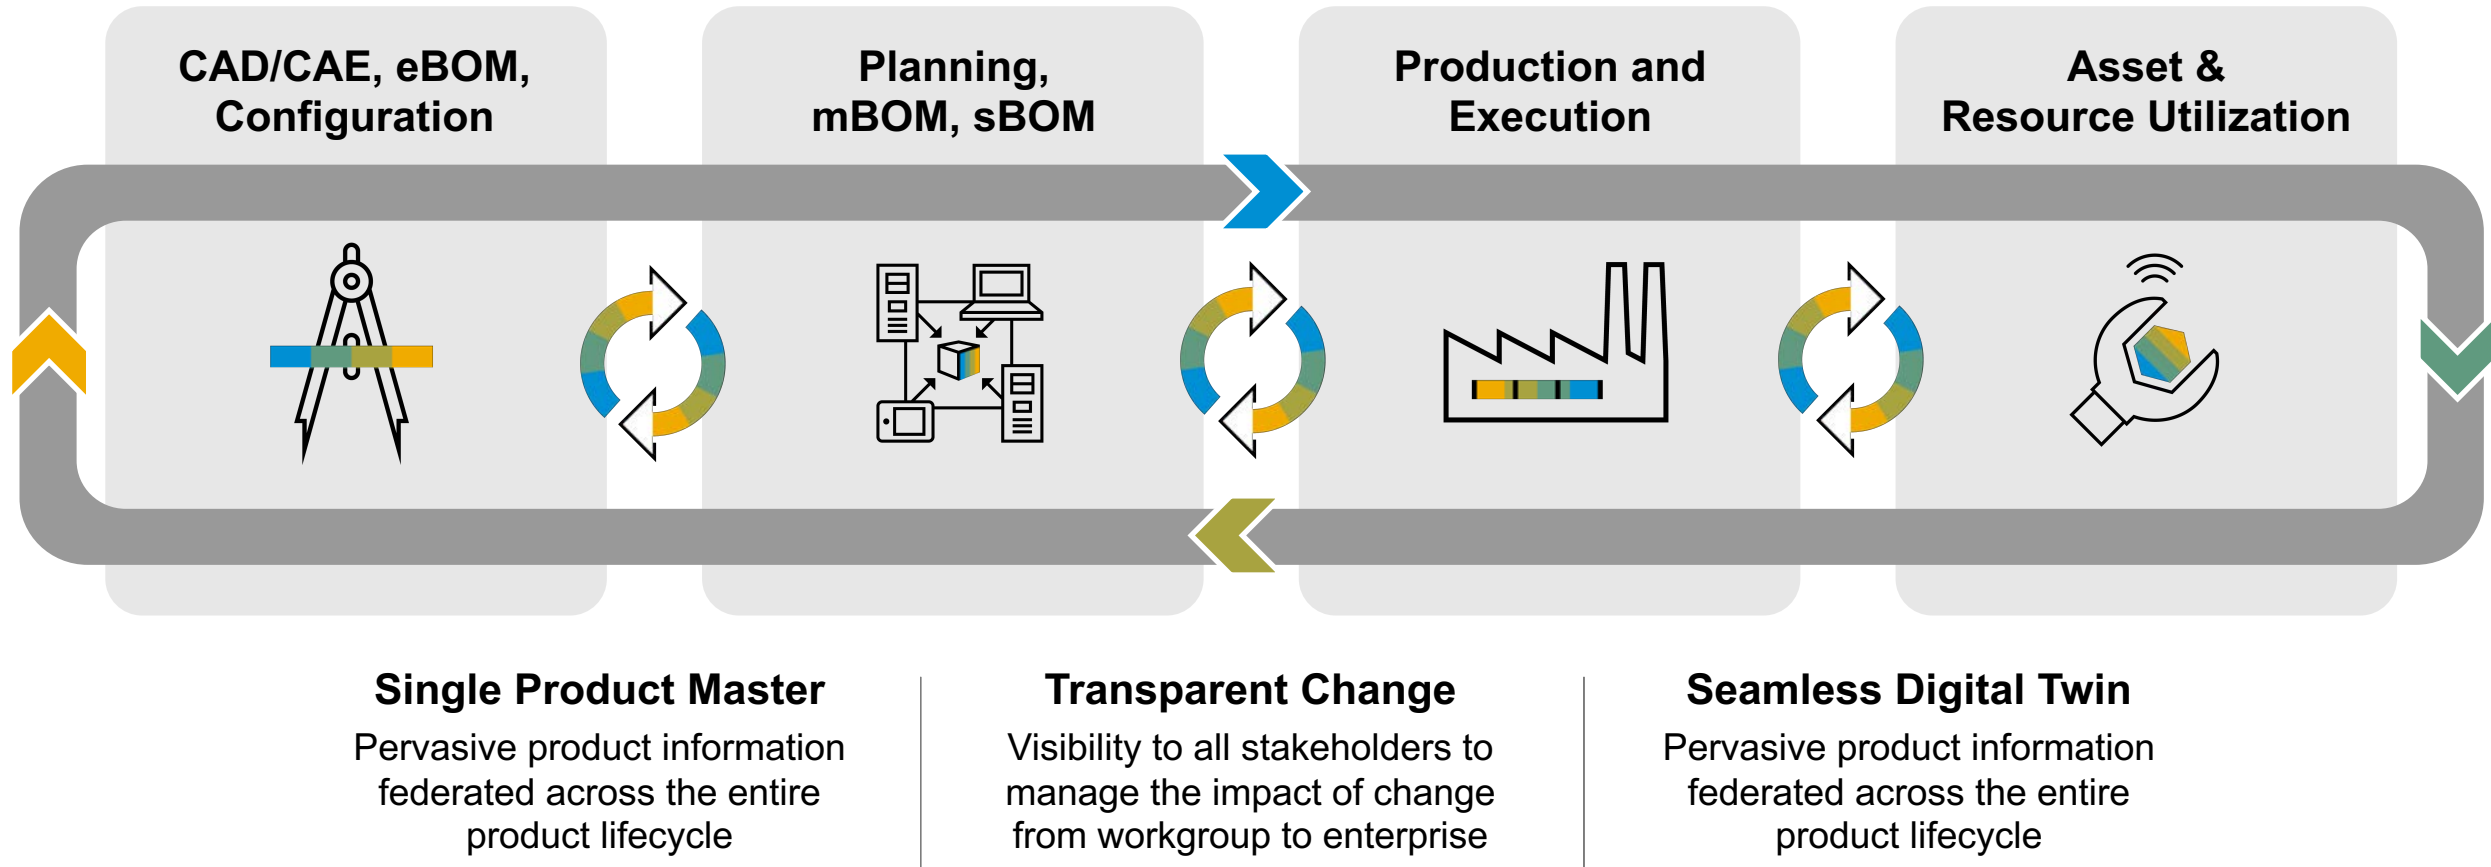 CAD/CAE, eBOM,
Configuration
Planning,
mBOM, sBOM
Production and
Execution
Asset &
Resource Utilization
Single Product Master
Pervasive product information
federated across the entire
product lifecycle
Transparent Change
Visibility to all stakeholders to
manage the impact of change
from workgroup to enterprise
Seamless Digital Twin
Pervasive product information
federated across the entire
product lifecycle